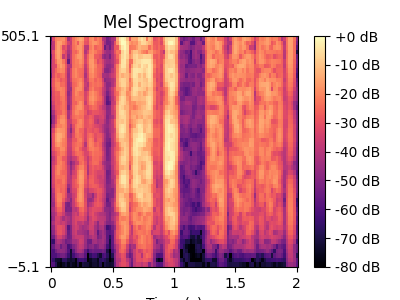 Mel Spectrogram
505.1
−5.1
0
0.5
1
1.5
2
+0 dB
-10 dB
-20 dB
-30 dB
-40 dB
-50 dB
-60 dB
-70 dB
-80 dB